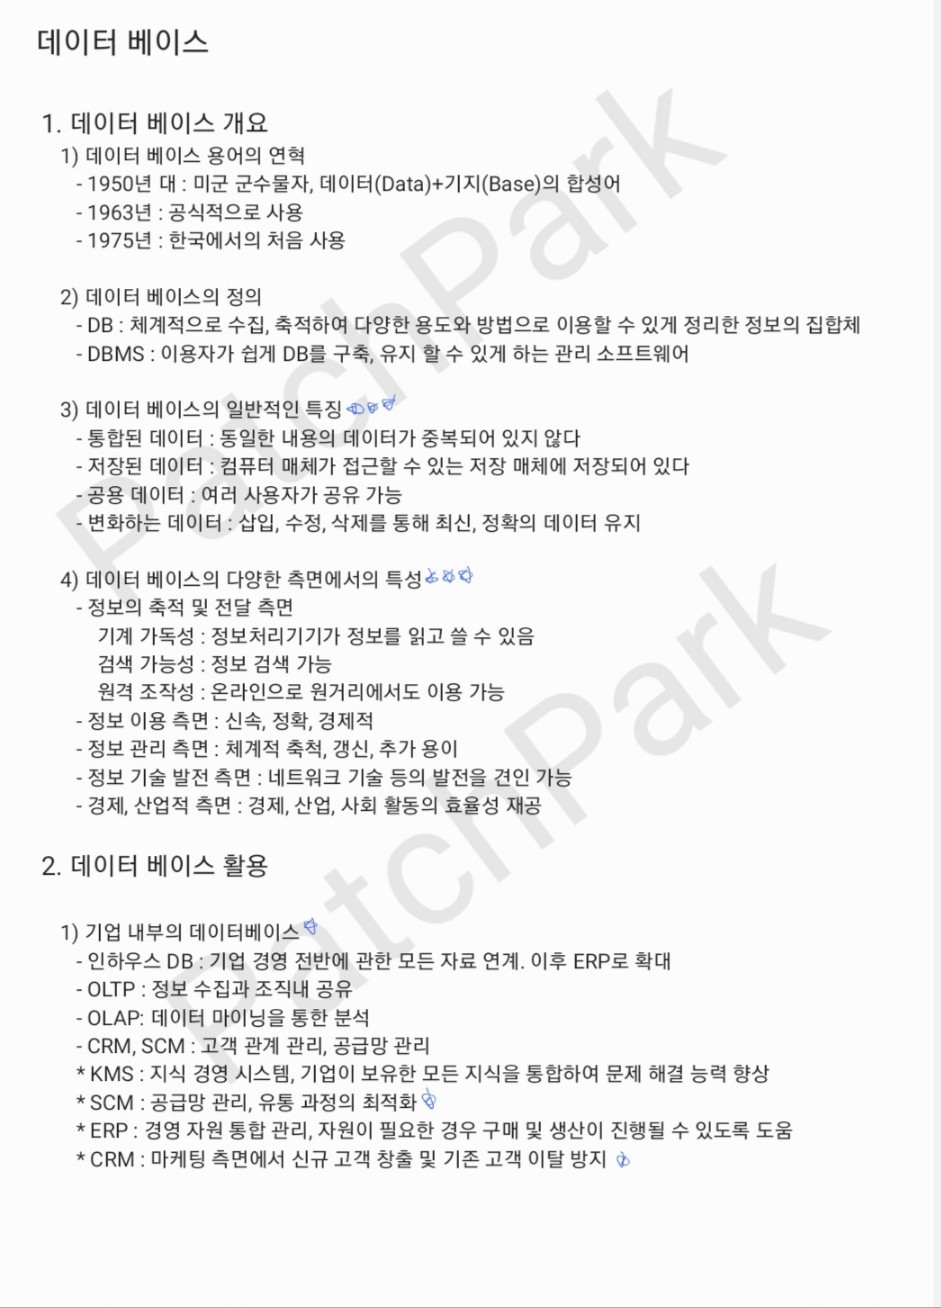 데이터 베이스
1. 데이터 베이스 개요
1) 데이터 베이스 용어의 연혁
- 1950년 대 : 미군 군수물자, 데이터(Data)+기지(Base)의 합성어
- 1963년 : 공식적으로 사용
- 1975년 : 한국에서의 처음 사용
2) 데이터 베이스의 정의
- DB : 체계적으로 수집, 축적하여 다양한 용도와 방법으로 이용할 수 있게 정리한 정보의 집합체
- DBMS : 이용자가 쉽게 DB를 구축, 유지 할 수 있게 하는 관리 소프트웨어
3) 데이터 베이스의 일반적인 특징
- 통합된 데이터 : 동일한 내용의 데이터가 중복되어 있지 않다
- 저장된 데이터 : 컴퓨터 매체가 접근할 수 있는 저장 매체에 저장되어 있다
- 공용 데이터 : 여러 사용자가 공유 가능
- 변화하는 데이터 : 삽입, 수정, 삭제를 통해 최신, 정확의 데이터 유지
4) 데이터 베이스의 다양한 측면에서의 특성
- 정보의 축적 및 전달 측면
기계 가독성 : 정보처리기기가 정보를 읽고 쓸 수 있음
검색 가능성 : 정보 검색 가능
원격 조작성 : 온라인으로 원거리에서도 이용 가능
- 정보 이용 측면 : 신속, 정확, 경제적
- 정보 관리 측면 : 체계적 축척, 갱신, 추가 용이
- 정보 기술 발전 측면 : 네트워크 기술 등의 발전을 견인 가능
- 경제, 산업적 측면 : 경제, 산업, 사회 활동의 효율성 재공
2. 데이터 베이스 활용
1) 기업 내부의 데이터베이스
- 인하우스 DB : 기업 경영 전반에 관한 모든 자료 연계. 이후 ERP로 확대
- OLTP : 정보 수집과 조직내 공유
- OLAP: 데이터 마이닝을 통한 분석
- CRM, SCM : 고객 관계 관리, 공급망 관리
* KMS : 지식 경영 시스템, 기업이 보유한 모든 지식을 통합하여 문제 해결 능력 향상
* SCM : 공급망 관리, 유통 과정의 최적화
* ERP : 경영 자원 통합 관리, 자원이 필요한 경우 구매 및 생산이 진행될 수 있도록 도움
* CRM : 마케팅 측면에서 신규 고객 창출 및 기존 고객 이탈 방지
PatchPark
PatchPark